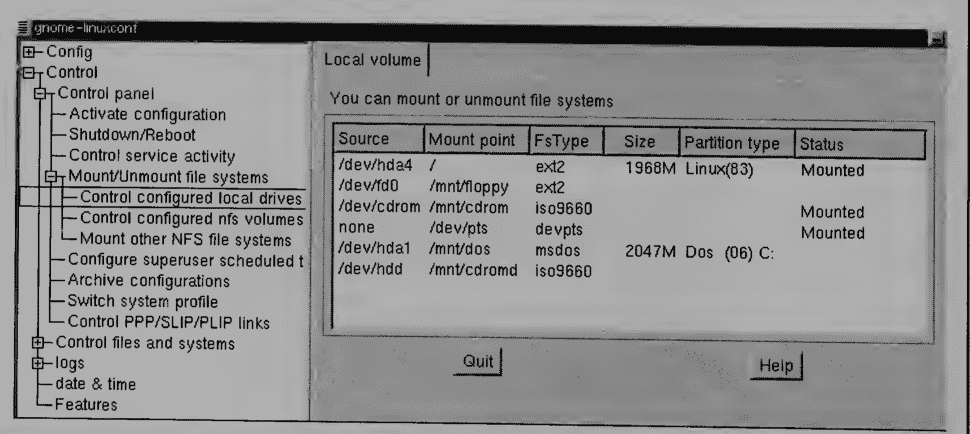 gnome-linuxconf
Config
Control
Control panel
Activate configuration
Shutdown/Reboot
Control service activity
Mount/Unmount file systems
Control configured local drives
Control configured nfs volumes
Mount other NFS file systems
Configure superuser scheduled t
Archive configurations
Switch system profile
Control PPP/SLIP/PLIP links
Control files and systems
logs
date & time
Features
Local volume
You can mount or unmount file systems
Source Mount point FsType Size Partition type Status
/dev/hda4 / ext2 1968M Linux(83) Mounted
/dev/fd0 /mnt/floppy ext2
/dev/cdrom /mnt/cdrom iso9660 Mounted
none /dev/pts devpts Mounted
/dev/hda1 /mnt/dos msdos 2047M Dos (06) C:
/dev/hdd /mnt/cdromd iso9660
Quit Help